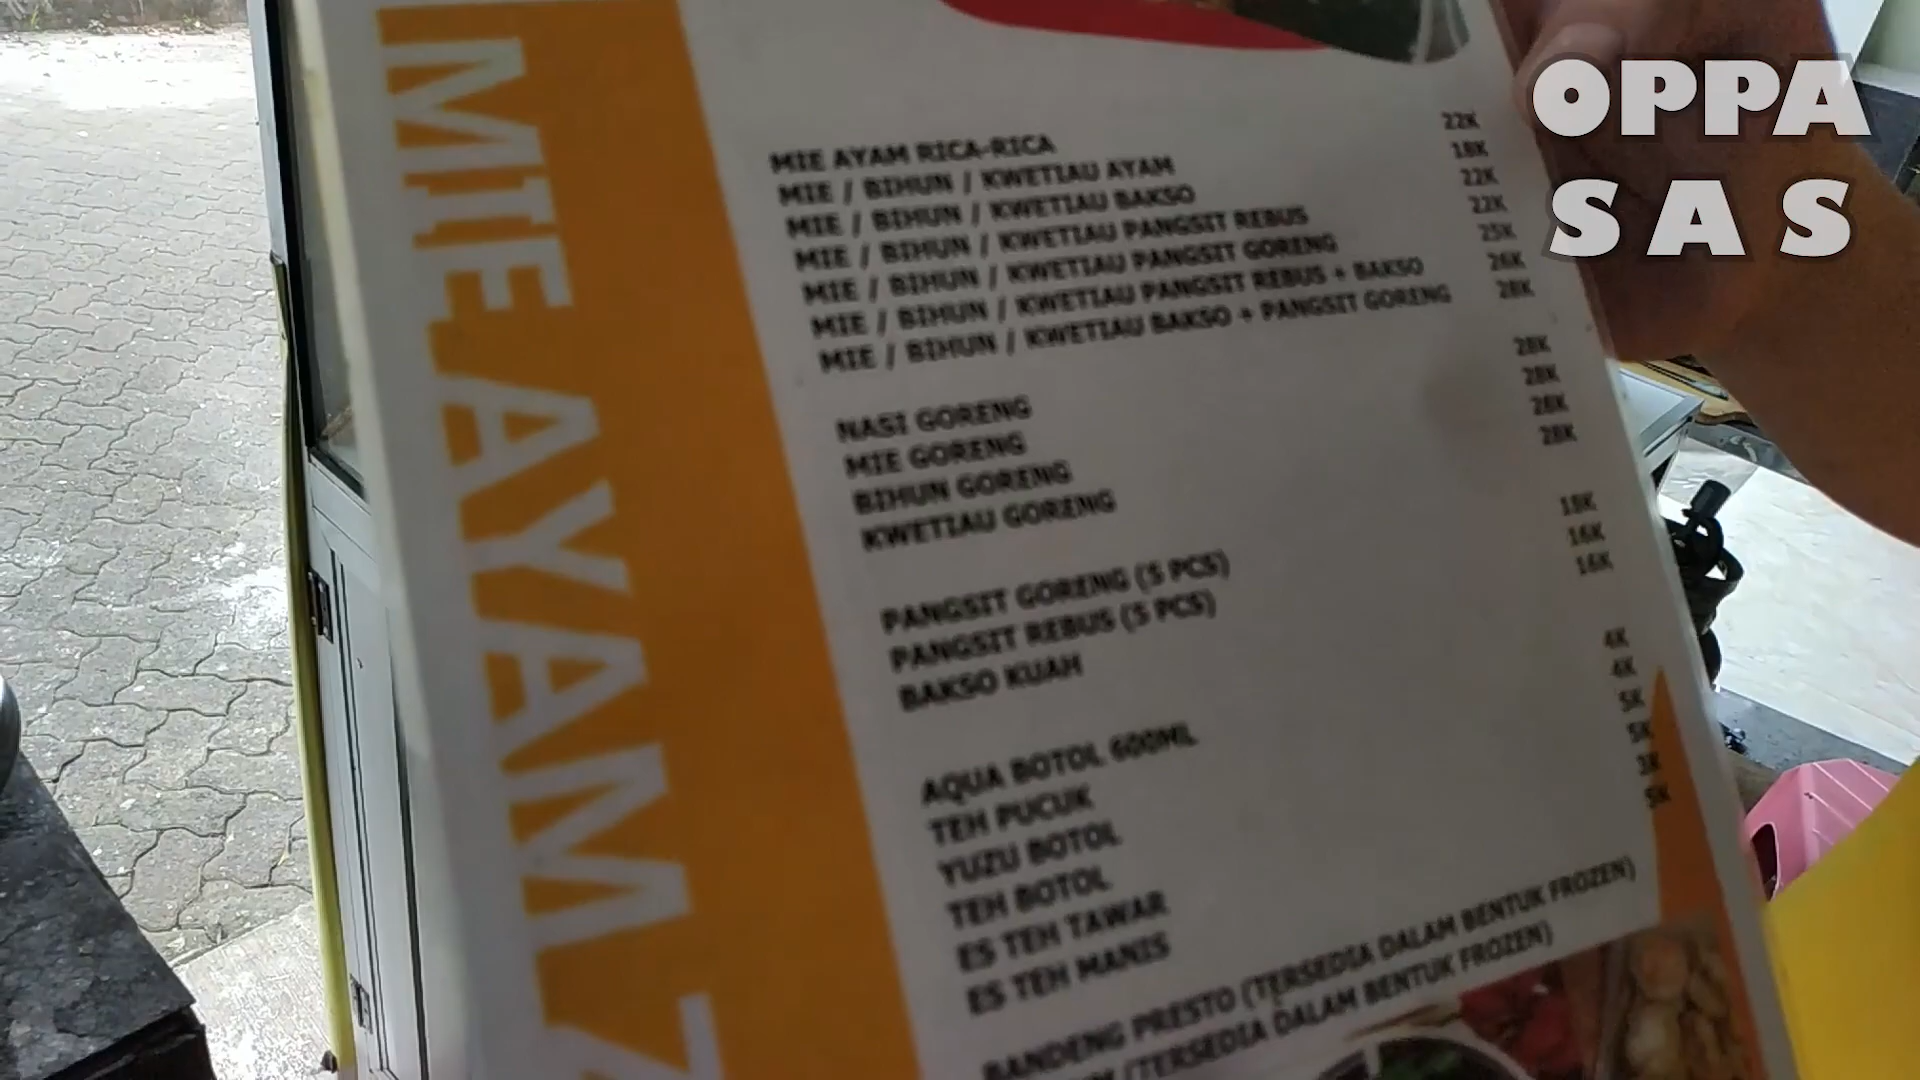 OPPA
SAS
MIE AYAM
MIE AYAM RICA-RICA 22K
MIE / BIHUN / KWETIAU AYAM 18K
MIE / BIHUN / KWETIAU BAKSO 22K
MIE / BIHUN / KWETIAU PANGSIT REBUS 22K
MIE / BIHUN / KWETIAU PANGSIT GORENG 25K
MIE / BIHUN / KWETIAU PANGSIT REBUS + BAKSO 26K
MIE / BIHUN / KWETIAU BAKSO + PANGSIT GORENG 28K
NASI GORENG 28K
MIE GORENG 28K
BIHUN GORENG 28K
KWETIAU GORENG 28K
PANGSIT GORENG (5 PCS) 18K
PANGSIT REBUS (5 PCS) 16K
BAKSO KUAH 16K
AQUA BOTOL 600ML 4K
TEH PUCUK 4K
YUZU BOTOL 5K
TEH BOTOL 5K
ES TEH TAWAR 3K
ES TEH MANIS 5K
BANDENG PRESTO (TERSEDIA DALAM BENTUK FROZEN)
(TERSEDIA DALAM BENTUK FROZEN)